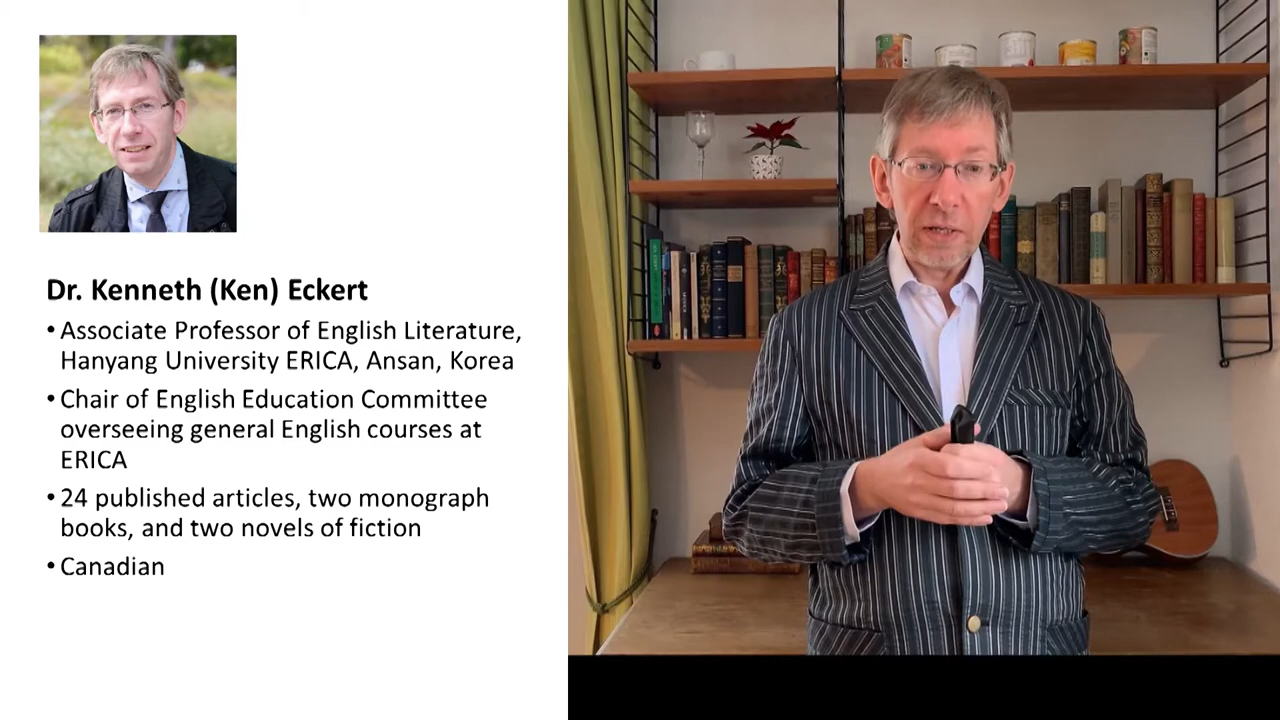 Dr. Kenneth (Ken) Eckert
• Associate Professor of English Literature,
Hanyang University ERICA, Ansan, Korea
• Chair of English Education Committee
overseeing general English courses at
ERICA
• 24 published articles, two monograph
books, and two novels of fiction
• Canadian